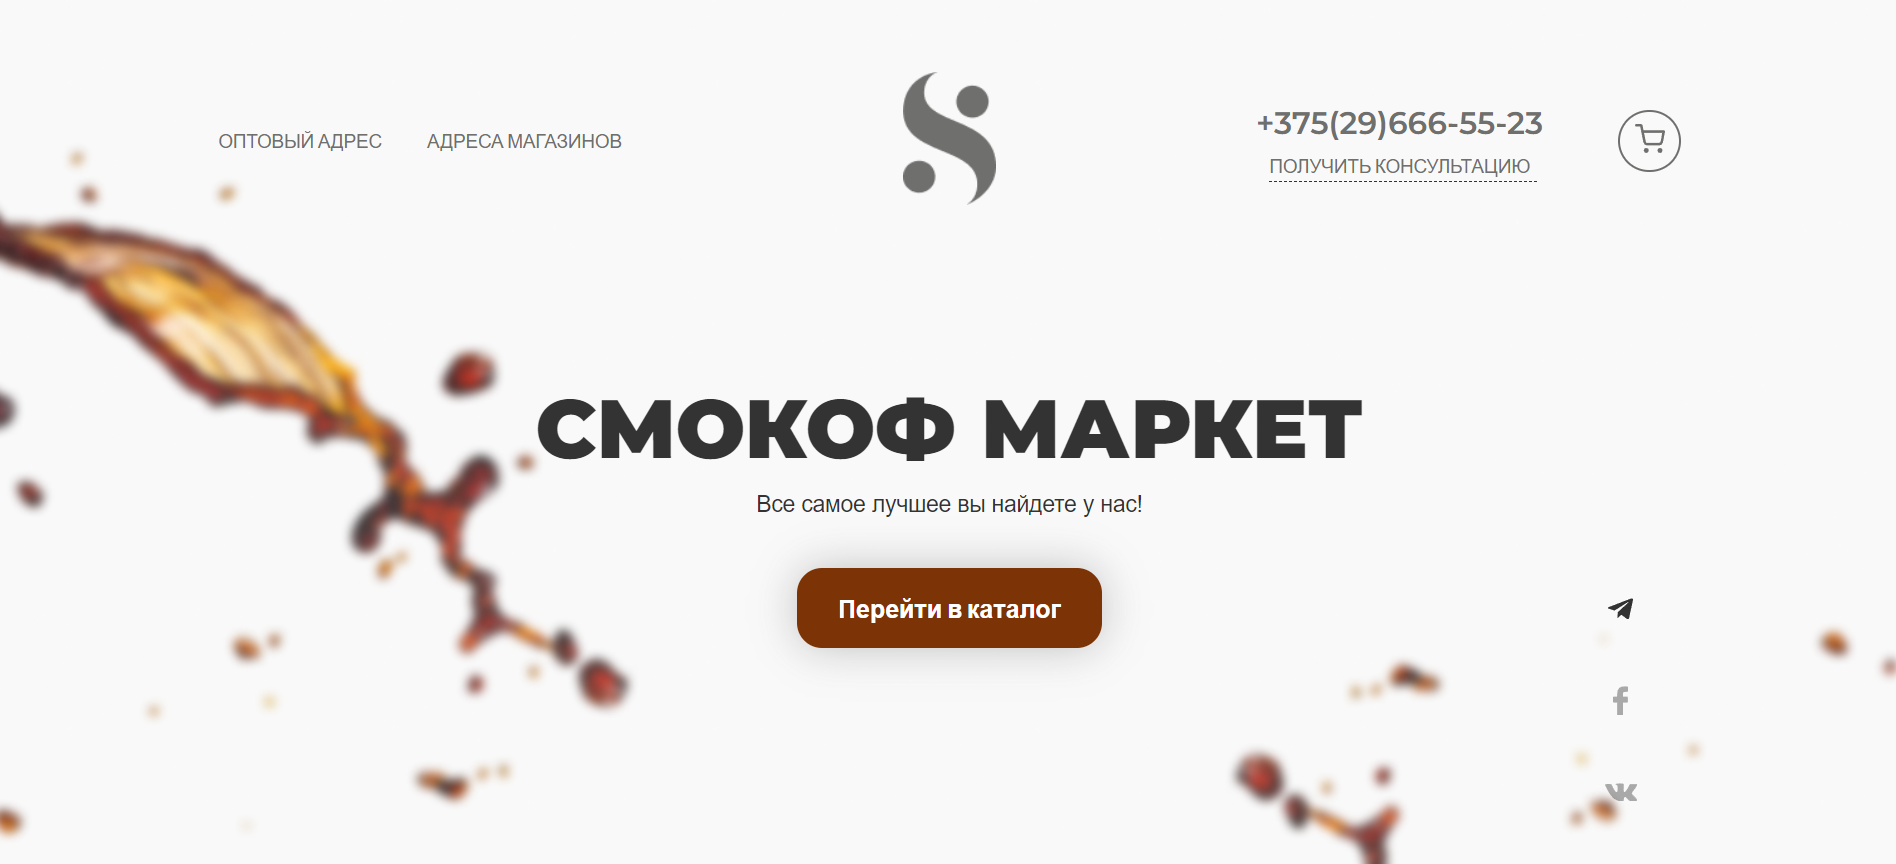 ОПТОВЫЙ АДРЕС
АДРЕСА МАГАЗИНОВ
+375(29)666-55-23
ПОЛУЧИТЬ КОНСУЛЬТАЦИЮ
СМОКОФ МАРКЕТ
Все самое лучшее вы найдете у нас!
Перейти в каталог